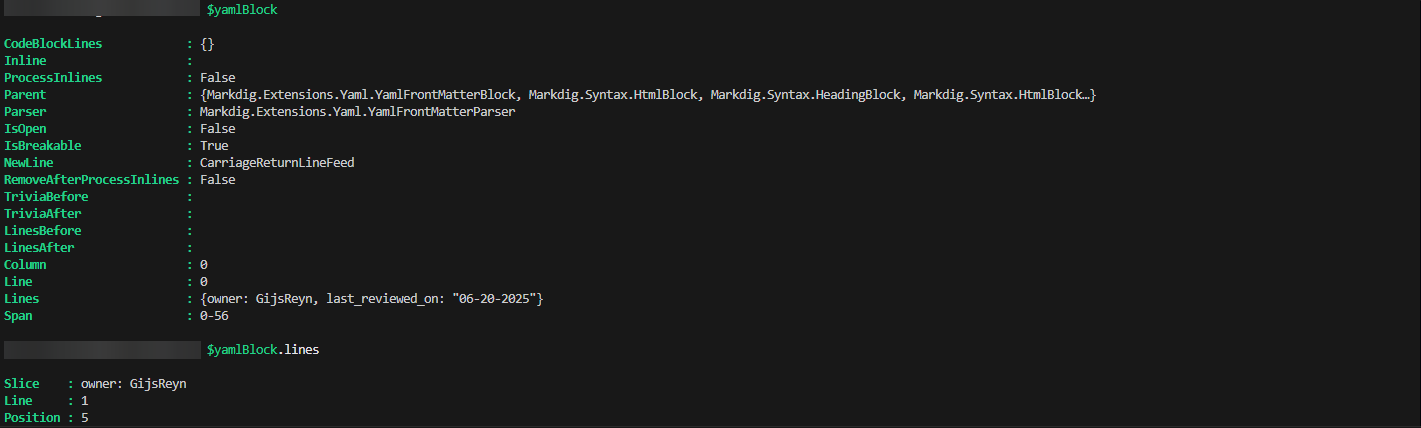 $yamlBlock
CodeBlockLines : {}
Inline :
ProcessInlines : False
Parent : {Markdig.Extensions.Yaml.YamlFrontMatterBlock, Markdig.Syntax.HtmlBlock, Markdig.Syntax.HeadingBlock, Markdig.Syntax.HtmlBlock…}
Parser : Markdig.Extensions.Yaml.YamlFrontMatterParser
IsOpen : False
IsBreakable : True
NewLine : CarriageReturnLineFeed
RemoveAfterProcessInlines : False
TriviaBefore :
TriviaAfter :
LinesBefore :
LinesAfter :
Column : 0
Line : 0
Lines : {owner: GijsReyn, last_reviewed_on: "06-20-2025"}
Span : 0-56
$yamlBlock.lines
Slice : owner: GijsReyn
Line : 1
Position : 5